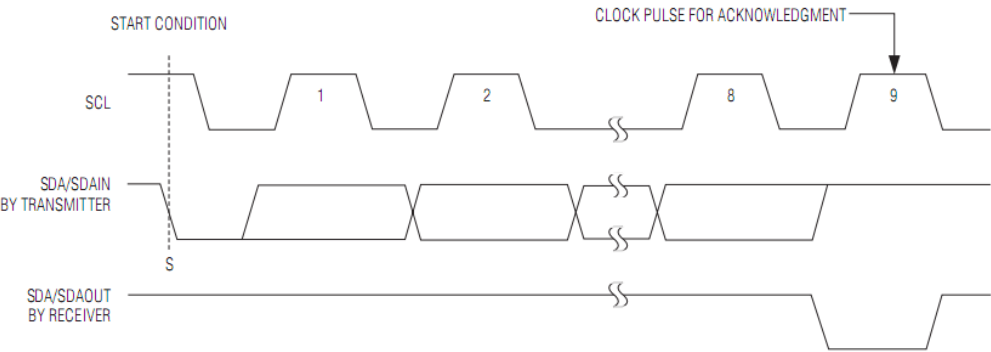 CLOCK PULSE FOR ACKNOWLEDGMENT
START CONDITION
SCL
1
2
8
9
SDA/SDAIN
BY TRANSMITTER
S
SDA/SDAOUT
BY RECEIVER